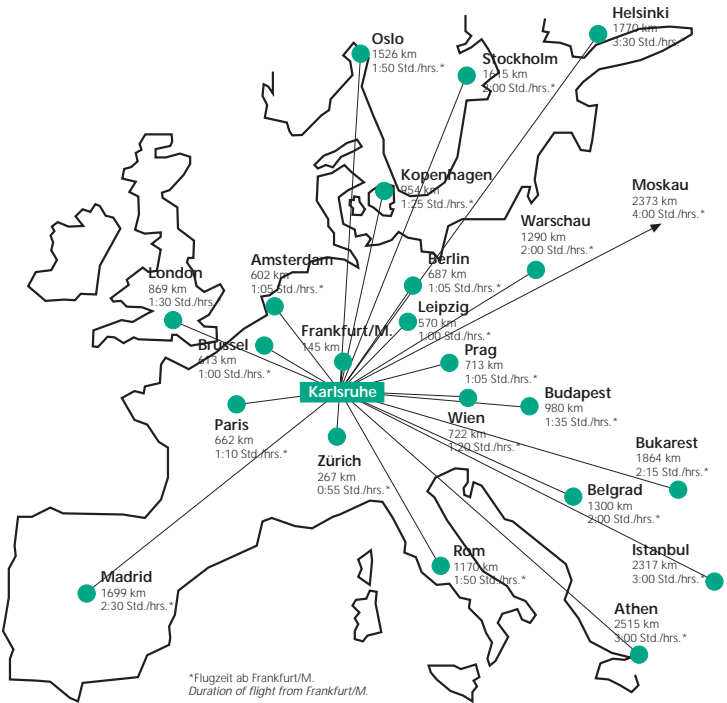 Helsinki
1770 km
3:30 Std./hrs.*
Oslo
1526 km
1:50 Std./hrs.*
Stockholm
1615 km
2:00 Std./hrs.*
Kopenhagen
954 km
1:25 Std./hrs.*
Moskau
2373 km
4:00 Std./hrs.*
Warschau
1290 km
2:00 Std./hrs.*
London
869 km
1:30 Std./hrs.*
Amsterdam
602 km
1:05 Std./hrs.*
Berlin
687 km
1:05 Std./hrs.*
Leipzig
570 km
1:00 Std./hrs.*
Frankfurt/M.
145 km
Brüssel
613 km
1:00 Std./hrs.*
Prag
713 km
1:05 Std./hrs.*
Karlsruhe
Budapest
980 km
1:35 Std./hrs.*
Paris
662 km
1:10 Std./hrs.*
Wien
722 km
1:20 Std./hrs.*
Bukarest
1864 km
2:15 Std./hrs.*
Zürich
267 km
0:55 Std./hrs.*
Belgrad
1300 km
2:00 Std./hrs.*
Rom
1170 km
1:50 Std./hrs.*
Istanbul
2317 km
3:00 Std./hrs.*
Madrid
1699 km
2:30 Std./hrs.*
Athen
2515 km
3:00 Std./hrs.*
*Flugzeit ab Frankfurt/M.
Duration of flight from Frankfurt/M.